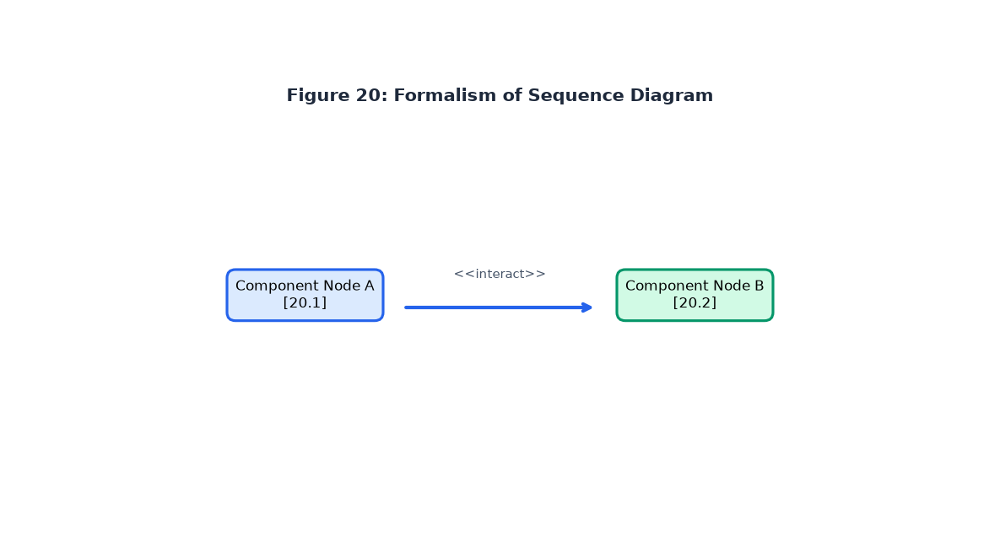 Figure 20: Formalism of Sequence Diagram
<<interact>>
Component Node A
[20.1]
Component Node B
[20.2]